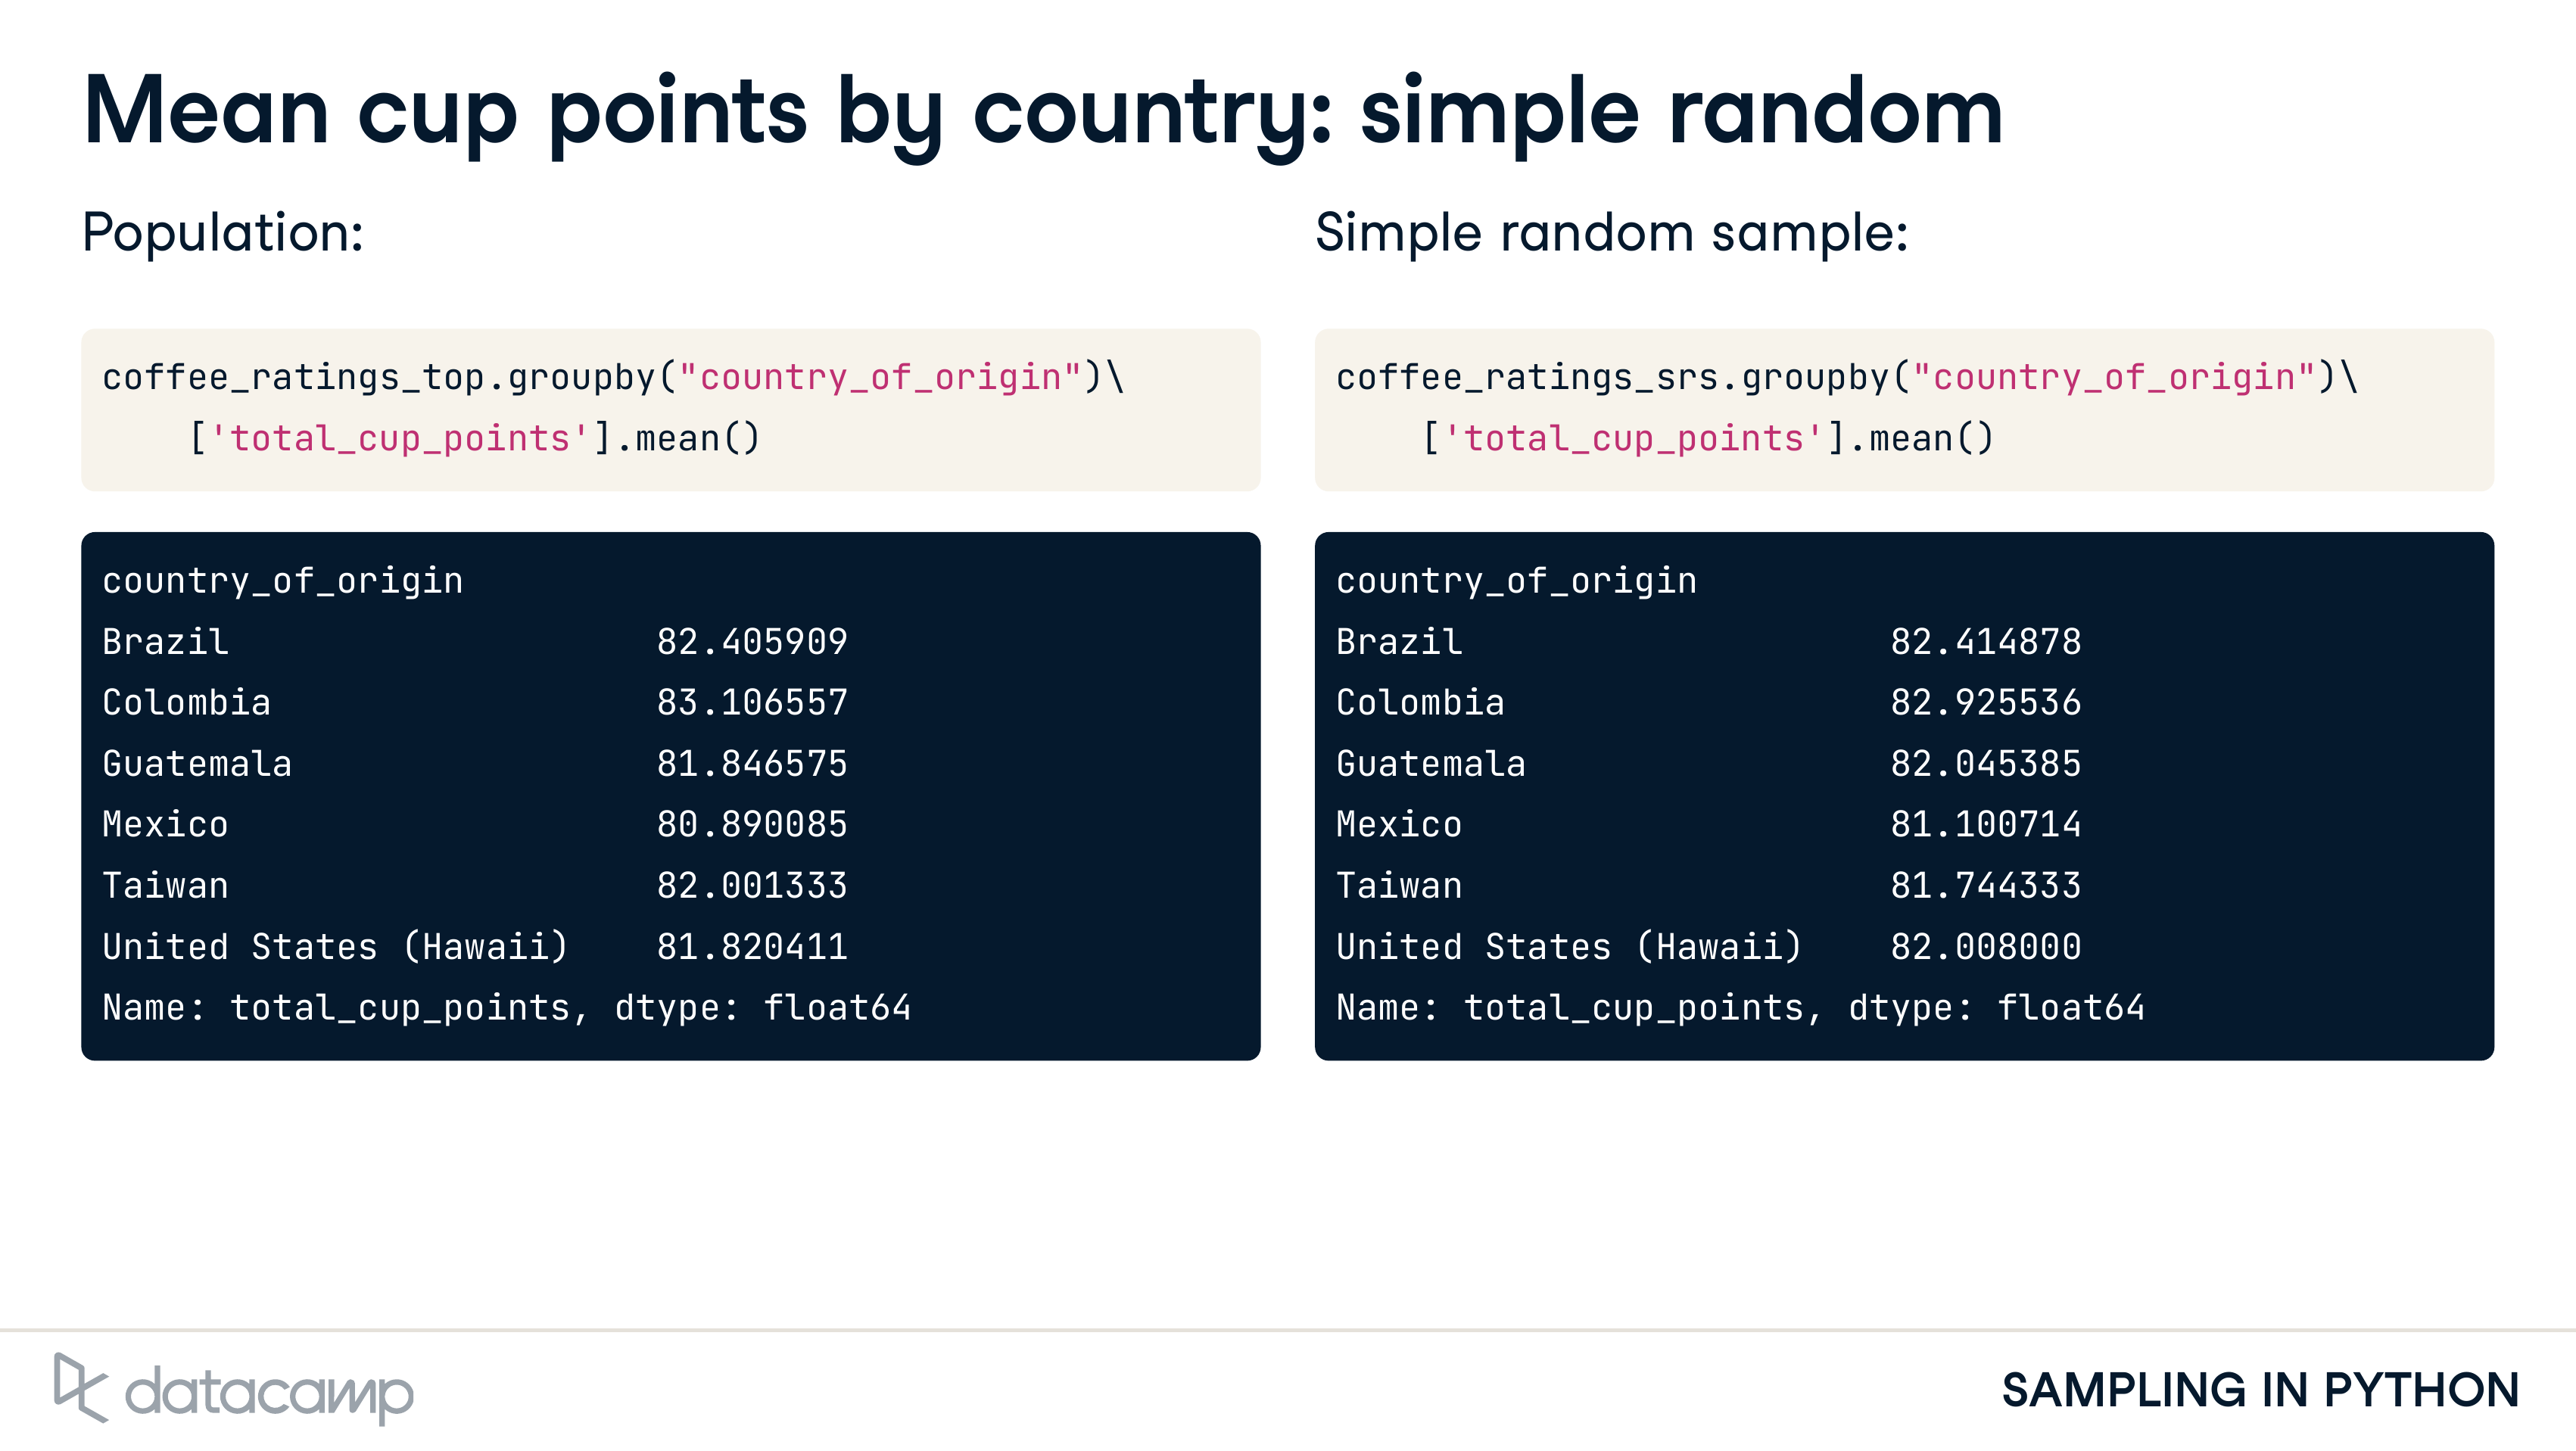 Mean cup points by country: simple random
Population:
coffee_ratings_top.groupby("country_of_origin")\
    ['total_cup_points'].mean()
country_of_origin
Brazil                    82.405909
Colombia                  83.106557
Guatemala                 81.846575
Mexico                    80.890085
Taiwan                    82.001333
United States (Hawaii)    81.820411
Name: total_cup_points, dtype: float64
Simple random sample:
coffee_ratings_srs.groupby("country_of_origin")\
    ['total_cup_points'].mean()
country_of_origin
Brazil                    82.414878
Colombia                  82.925536
Guatemala                 82.045385
Mexico                    81.100714
Taiwan                    81.744333
United States (Hawaii)    82.008000
Name: total_cup_points, dtype: float64
datacamp
SAMPLING IN PYTHON